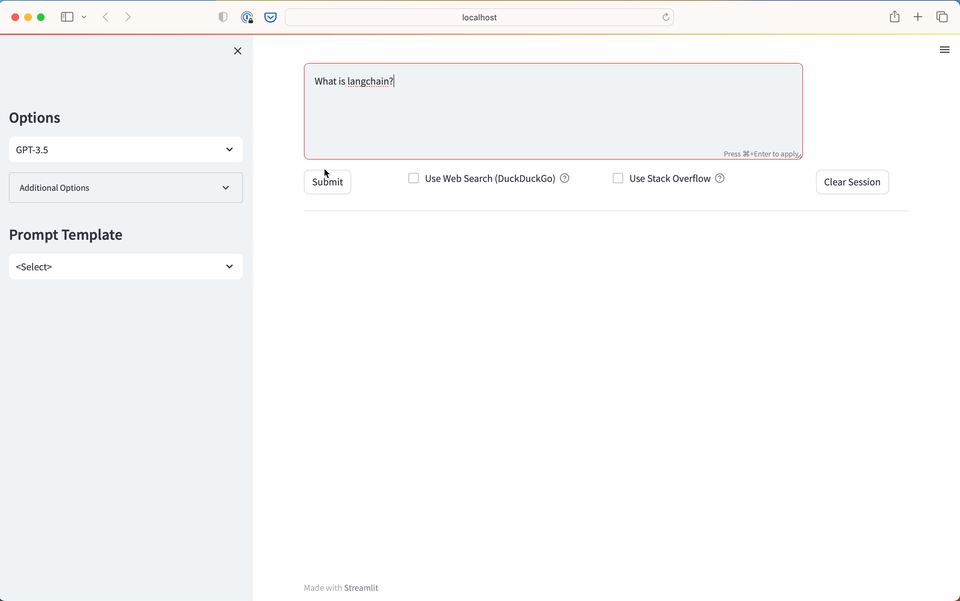 localhost
Options
GPT-3.5
Additional Options
Prompt Template
<Select>
What is langchain?
Press ⌘+Enter to apply
Submit
Use Web Search (DuckDuckGo)
Use Stack Overflow
Clear Session
Made with Streamlit